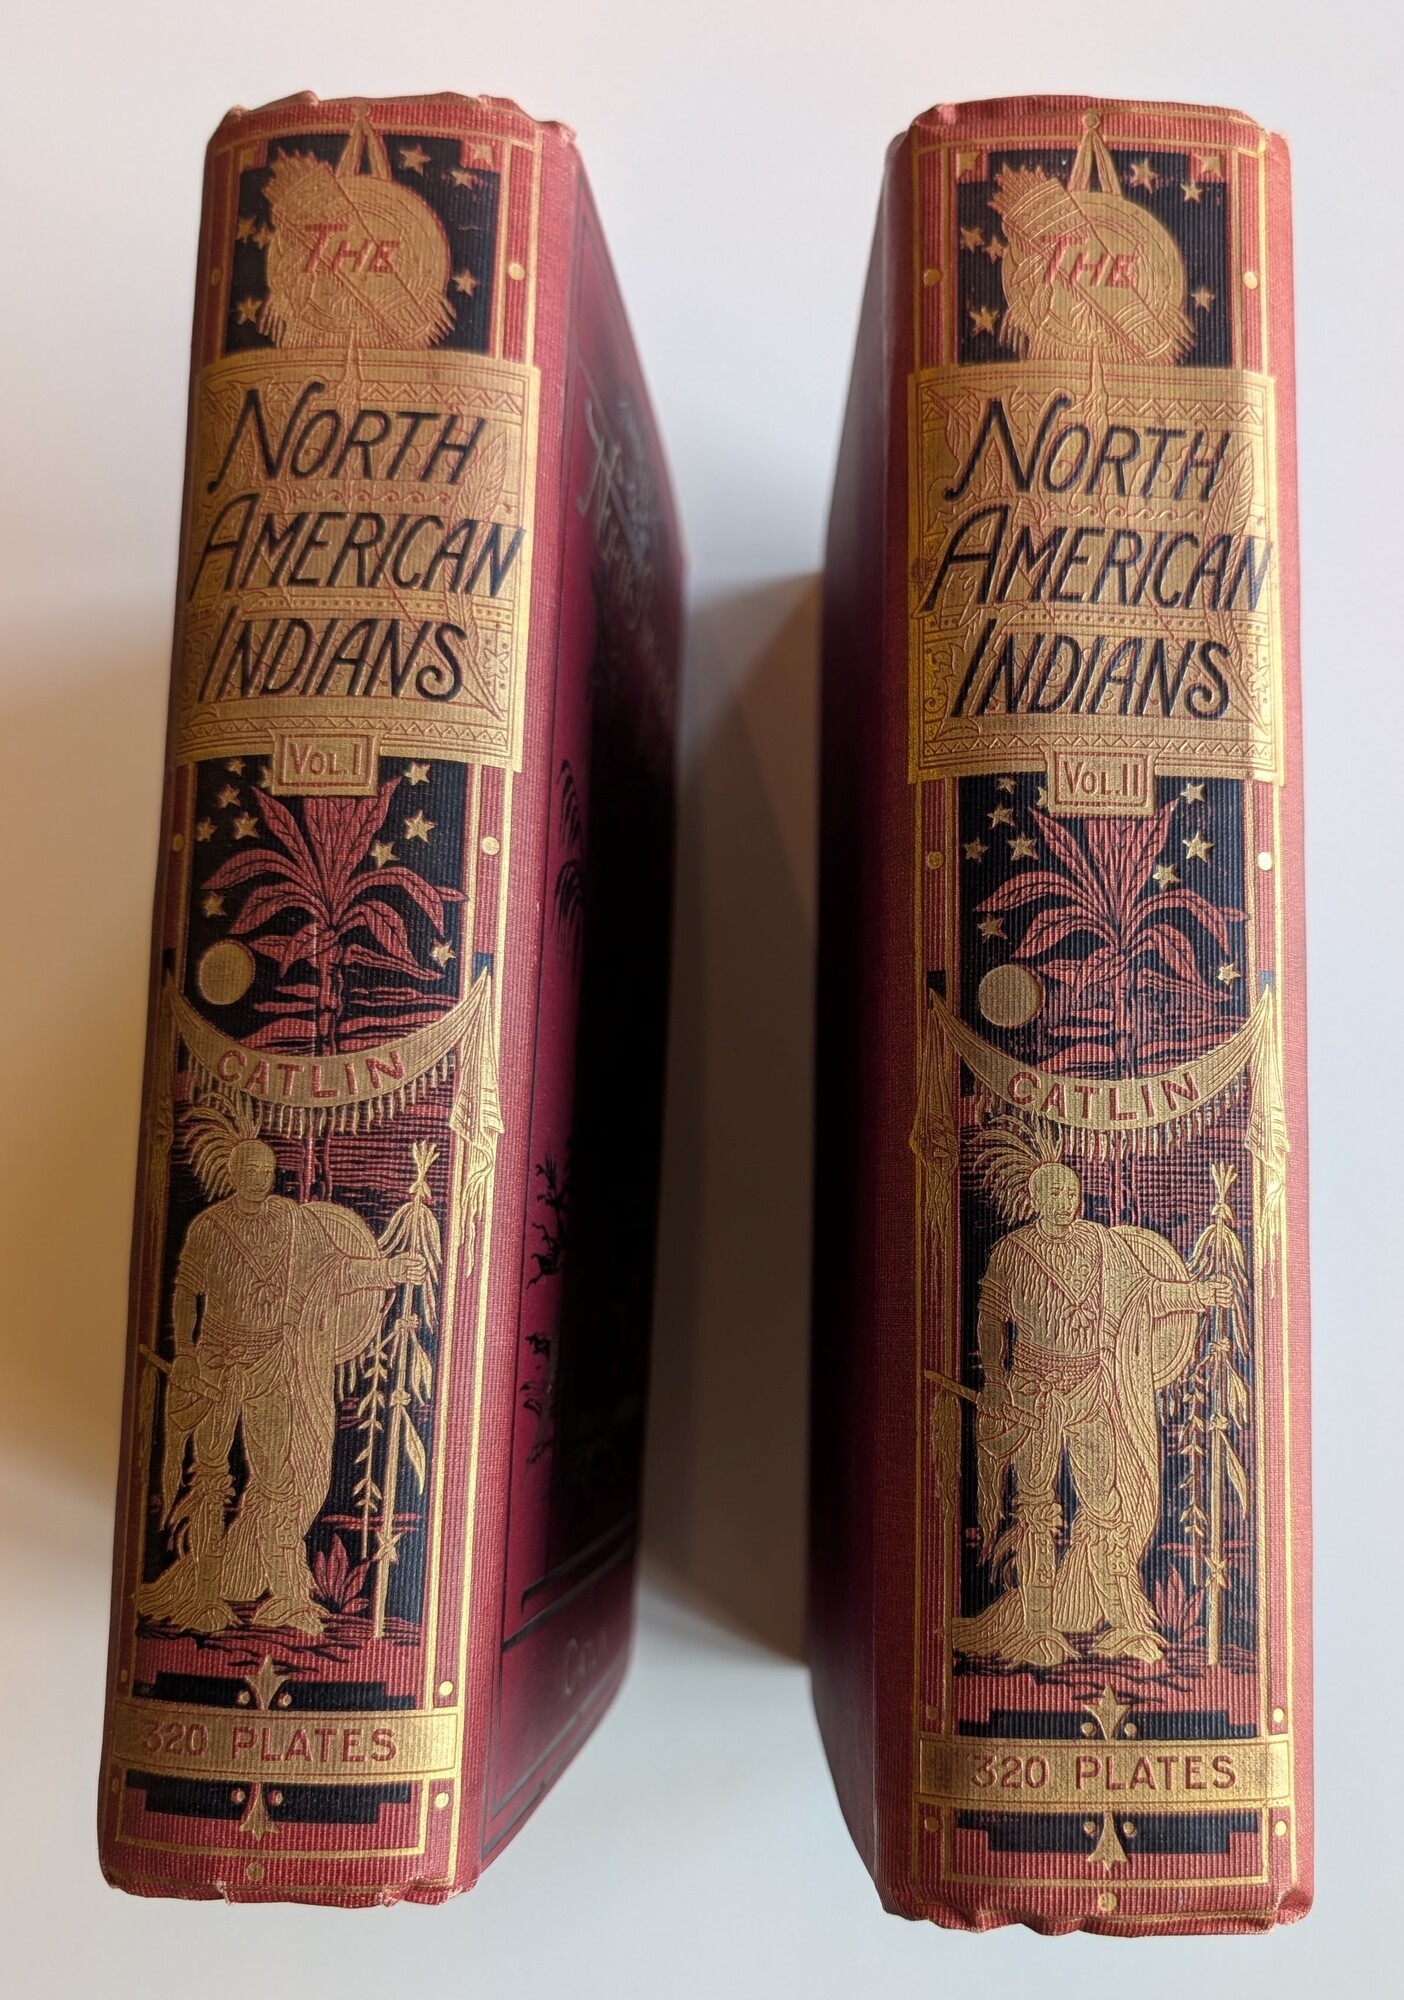 THE
NORTH
AMERICAN
INDIANS
VOL. I
CATLIN
320 PLATES
THE
NORTH
AMERICAN
INDIANS
VOL. II
CATLIN
320 PLATES